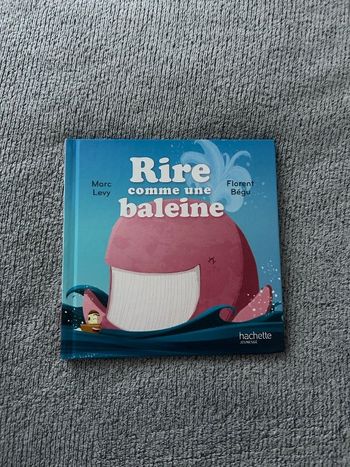 Rire
comme une
baleine
Marc
Levy
Florent
Bégu
hachette
JEUNESSE